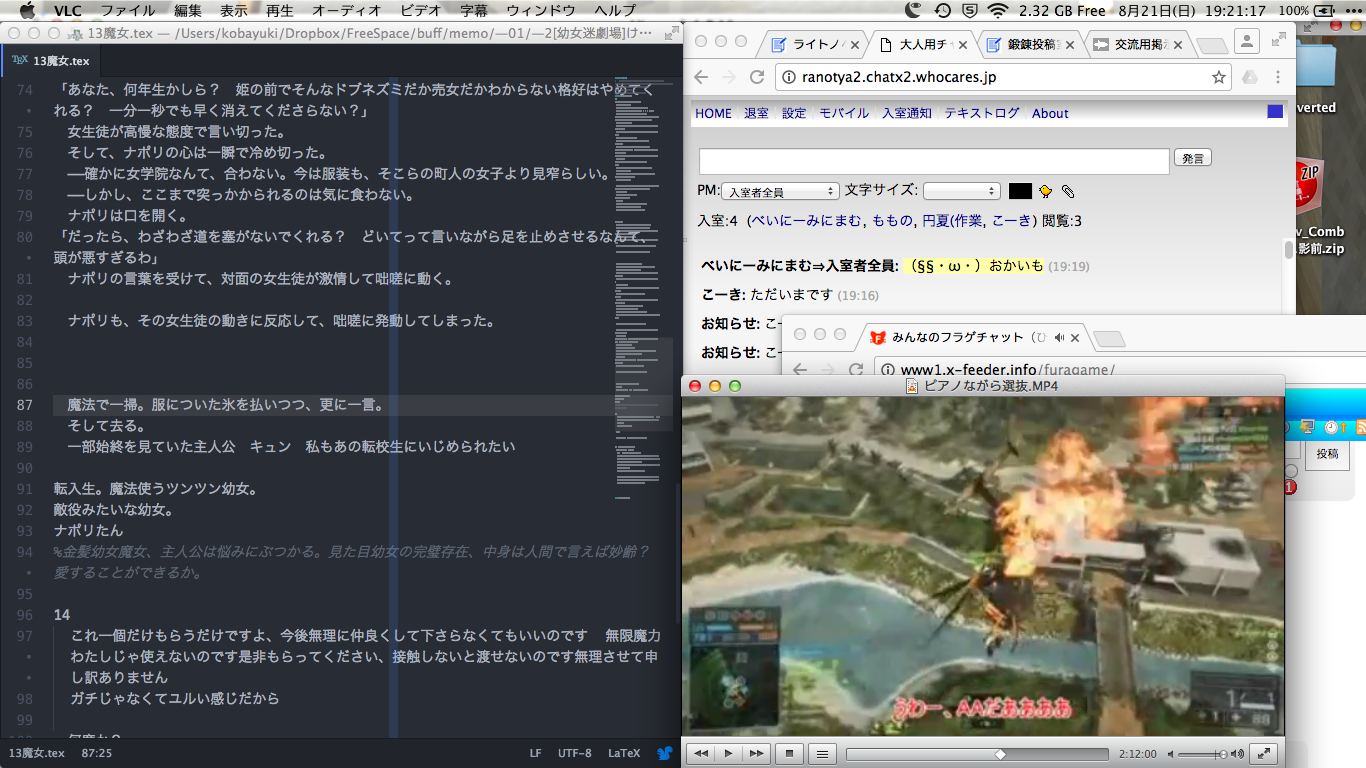 VLC ファイル 編集 表示 再生 オーディオ ビデオ 字幕 ウィンドウ ヘルプ 2.32 GB Free 8月21日(日) 19:21:17 100%
13魔女.tex — /Users/kobayuki/Dropbox/FreeSpace/buff/memo/—01/—2[幼女迷劇場]け…
13魔女.tex
74 「あなた、何年生かしら？　姫の前でそんなドブネズミだか売女だかわからない格好はやめてく
れる？　一分一秒でも早く消えてくださらない？」
75 女生徒が高慢な態度で言い切った。
76 そして、ナポリの心は一瞬で冷め切った。
77 ──確かに女学院なんて、合わない。今は服装も、そこらの町人の女子より見窄らしい。
78 ──しかし、ここまで突っかかられるのは気に食わない。
79 ナポリは口を開く。
80 「だったら、わざわざ道を塞がないでくれる？　どいてって言いながら足を止めさせるなんて、
頭が悪すぎるわ」
81 ナポリの言葉を受けて、対面の女生徒が激情して咄嗟に動く。
82
83 ナポリも、その女生徒の動きに反応して、咄嗟に発動してしまった。
84
85
86
87 魔法で一掃。服についた氷を払いつつ、更に一言。
88 そして去る。
89 一部始終を見ていた主人公　キュン　私もあの転校生にいじめられたい
90
91 転入生。魔法使うツンツン幼女。
92 敵役みたいな幼女。
93 ナポリたん
94 %金髪幼女魔女、主人公は悩みにぶつかる。見た目幼女の完璧存在、中身は人間で言えば妙齢？
愛することができるか。
95
96 14
97 これ一個だけもらうだけですよ、今後無理に仲良くして下さらなくてもいいのです　無限魔力
わたしじゃ使えないのです是非もらってください、接触しないと渡せないのです無理させて申
し訳ありません
98 ガチじゃなくてユルい感じだから
99
13魔女.tex 87:25 LF UTF-8 LaTeX
ライトノ
大人用チャ
鍛錬投稿室
交流用掲示
ranotya2.chatx2.whocares.jp
HOME 退室 設定 モバイル 入室通知 テキストログ About
発言
PM: 入室者全員 文字サイズ:
入室:4 (べいにーみにまむ, ももの, 円夏(作業, こーき) 閲覧:3
べいにーみにまむ⇒入室者全員: （§§・ω・）おかいも (19:19)
こーき: ただいまです (19:16)
お知らせ: こー
お知らせ: こー
みんなのフラゲチャット（ひ
www1.x-feeder.info/furagame/
ピアノながら選抜.MP4
うわー、AAだああああ
2:12:00
verted
ZIP
v_Comb
影前.zip
投稿
1